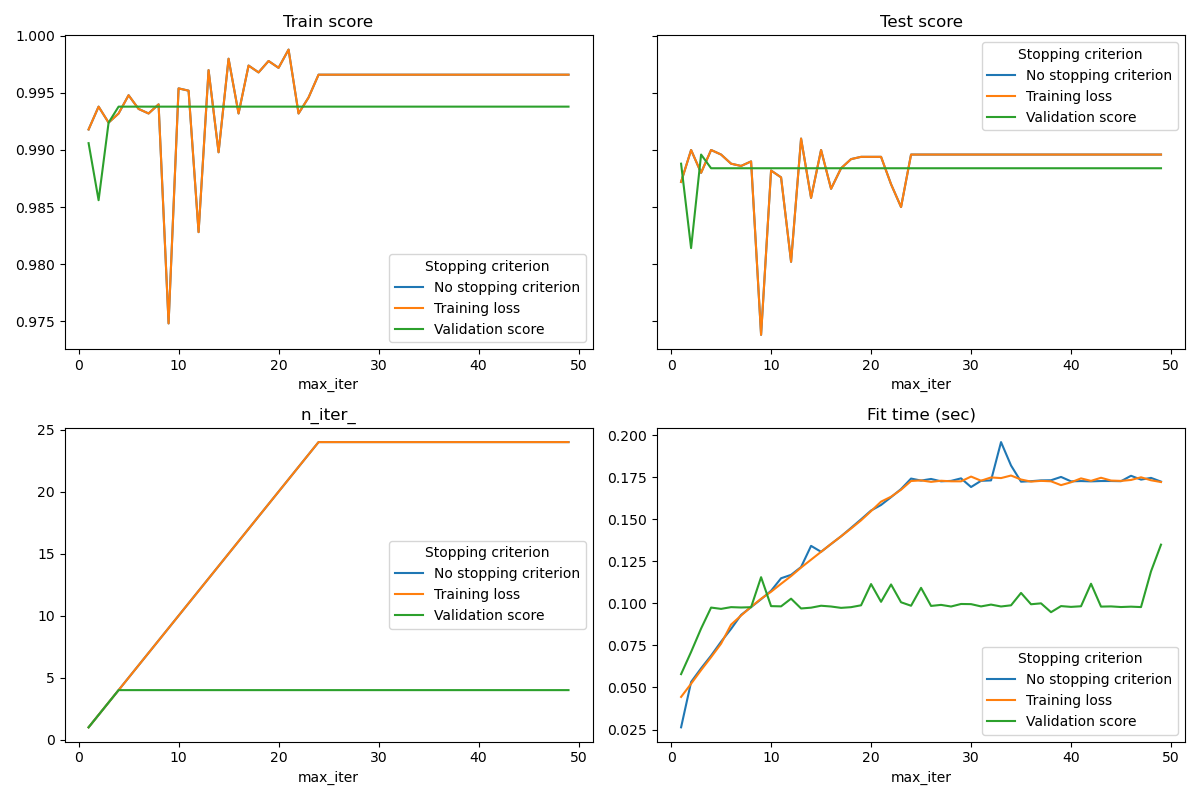 Train score
1.000
0.995
0.990
0.985
0.980
0.975
Stopping criterion
No stopping criterion
Training loss
Validation score
0 10 20 30 40 50
max_iter
Test score
Stopping criterion
No stopping criterion
Training loss
Validation score
0 10 20 30 40 50
max_iter
n_iter_
25
20
15
10
5
0
Stopping criterion
No stopping criterion
Training loss
Validation score
0 10 20 30 40 50
max_iter
Fit time (sec)
0.200
0.175
0.150
0.125
0.100
0.075
0.050
0.025
Stopping criterion
No stopping criterion
Training loss
Validation score
0 10 20 30 40 50
max_iter